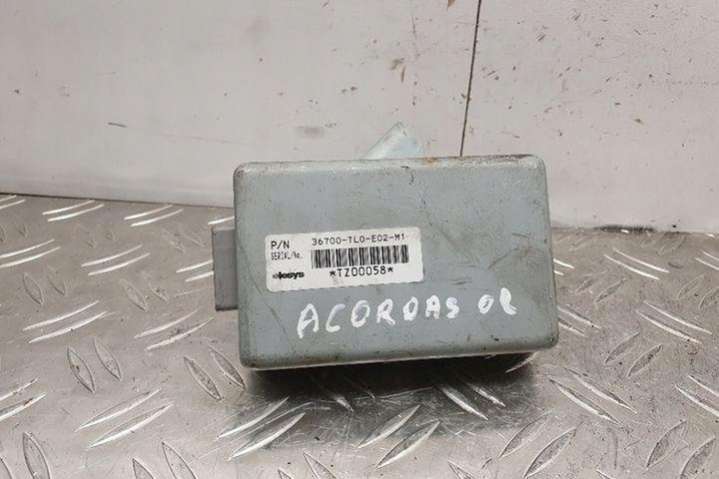 P/N 36700-TL0-E02-M1
SERIAL/No.
elesys *TZ00058*
ACORDAS 08